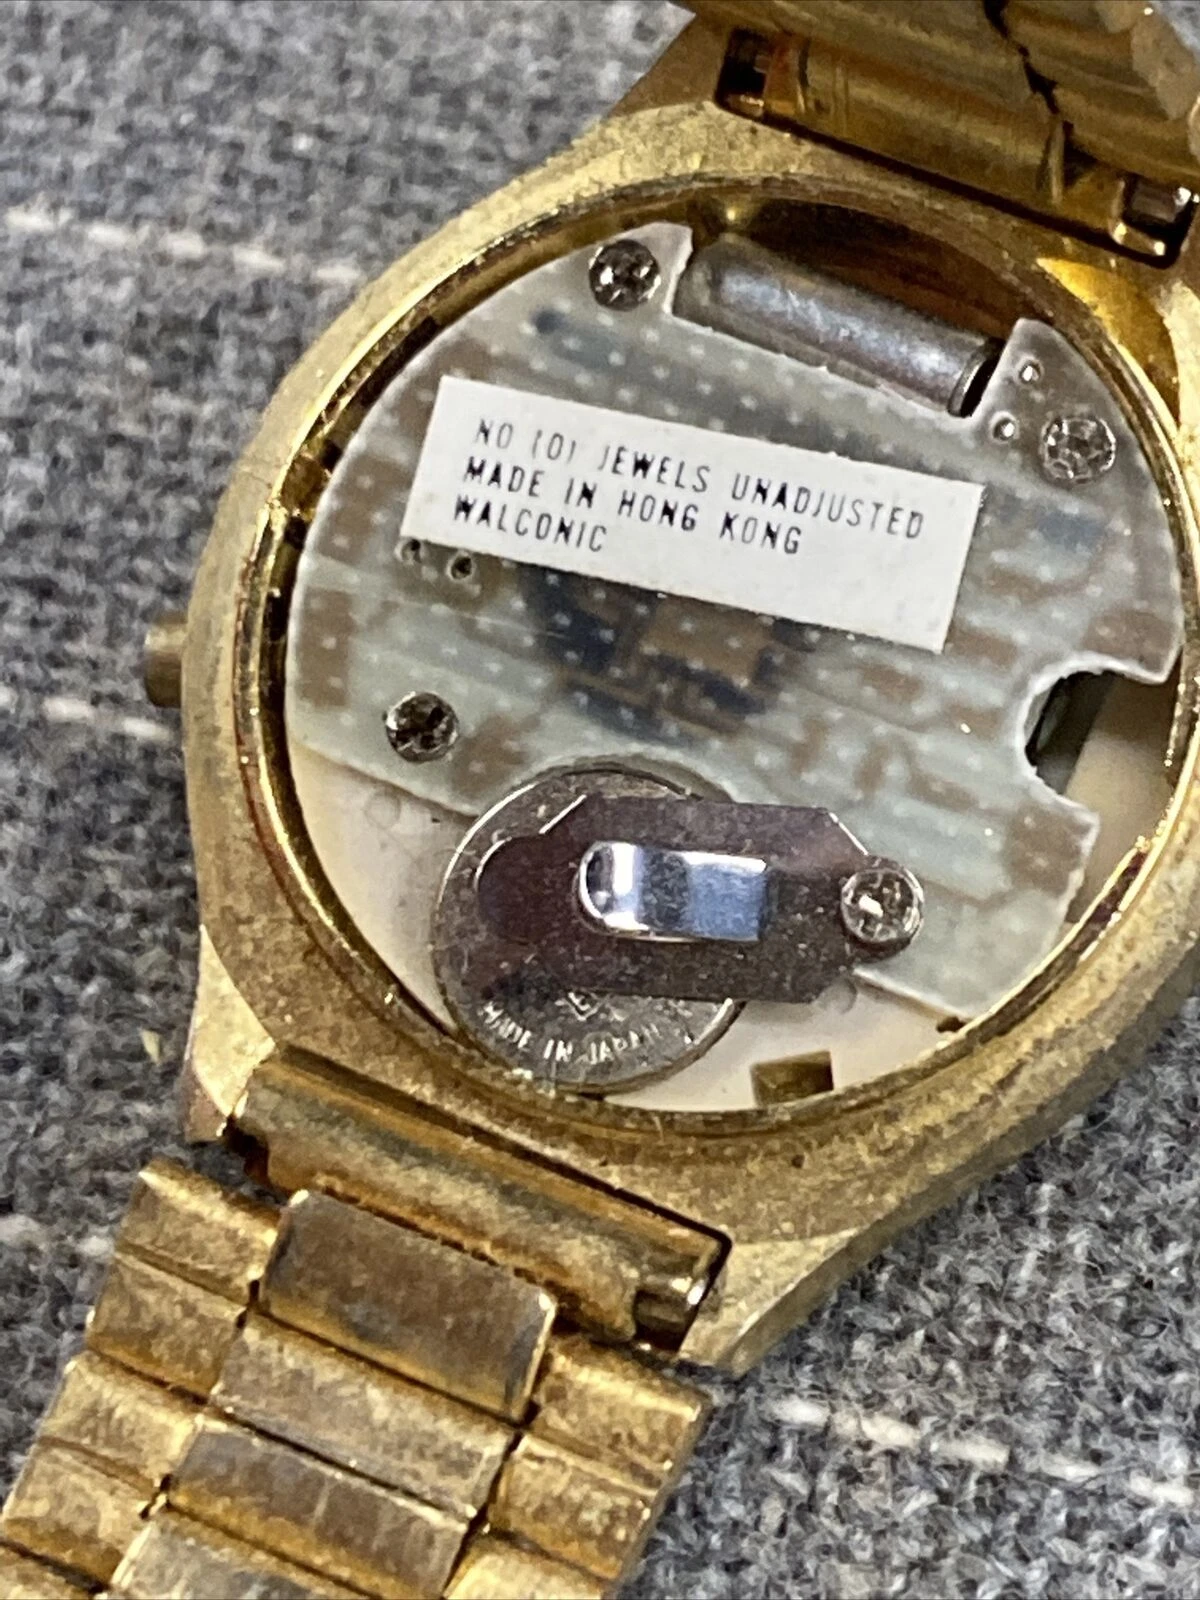 NO (0) JEWELS UNADJUSTED
MADE IN HONG KONG
WALCONIC
MADE IN JAPAN